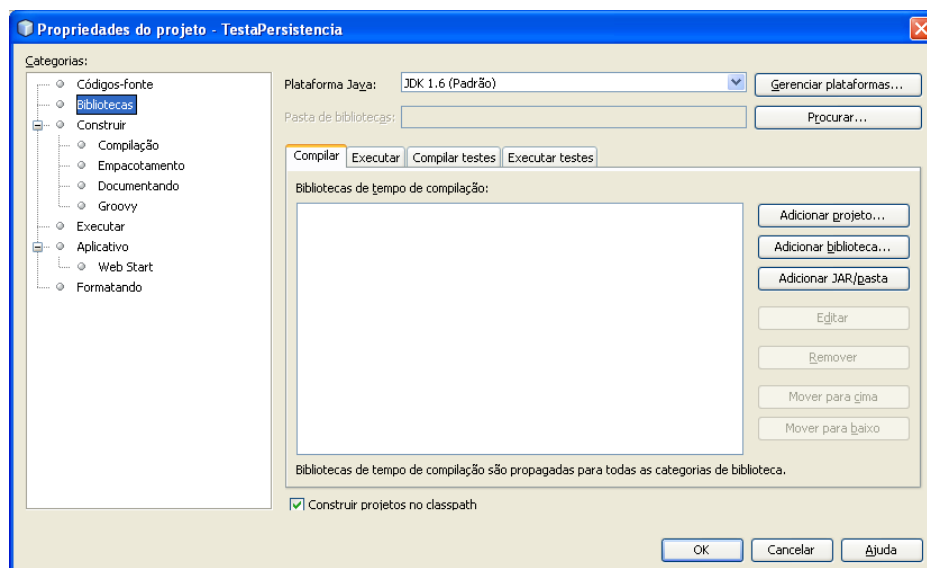 Propriedades do projeto - TestaPersistencia
Categorias:
Códigos-fonte
Bibliotecas
Construir
Compilação
Empacotamento
Documentando
Groovy
Executar
Aplicativo
Web Start
Formatando
Plataforma Java: JDK 1.6 (Padrão) Gerenciar plataformas...
Pasta de bibliotecas: Procurar...
Compilar Executar Compilar testes Executar testes
Bibliotecas de tempo de compilação:
Adicionar projeto...
Adicionar biblioteca...
Adicionar JAR/pasta
Editar
Remover
Mover para cima
Mover para baixo
Bibliotecas de tempo de compilação são propagadas para todas as categorias de biblioteca.
Construir projetos no classpath
OK Cancelar Ajuda